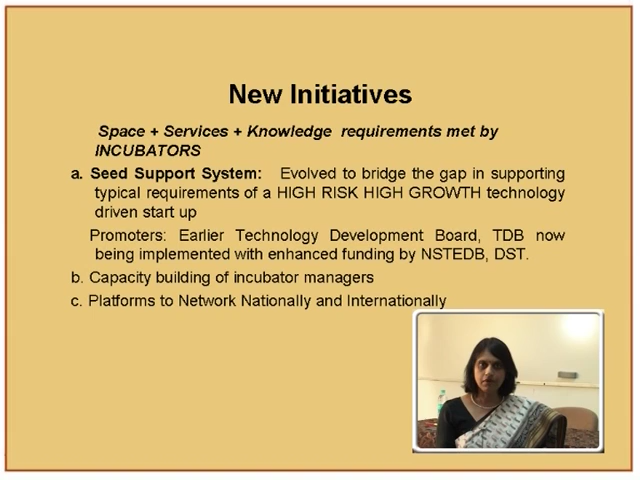 New Initiatives
Space + Services + Knowledge requirements met by
INCUBATORS
a. Seed Support System: Evolved to bridge the gap in supporting
typical requirements of a HIGH RISK HIGH GROWTH technology
driven start up
Promoters: Earlier Technology Development Board, TDB now
being implemented with enhanced funding by NSTEDB, DST.
b. Capacity building of incubator managers
c. Platforms to Network Nationally and Internationally